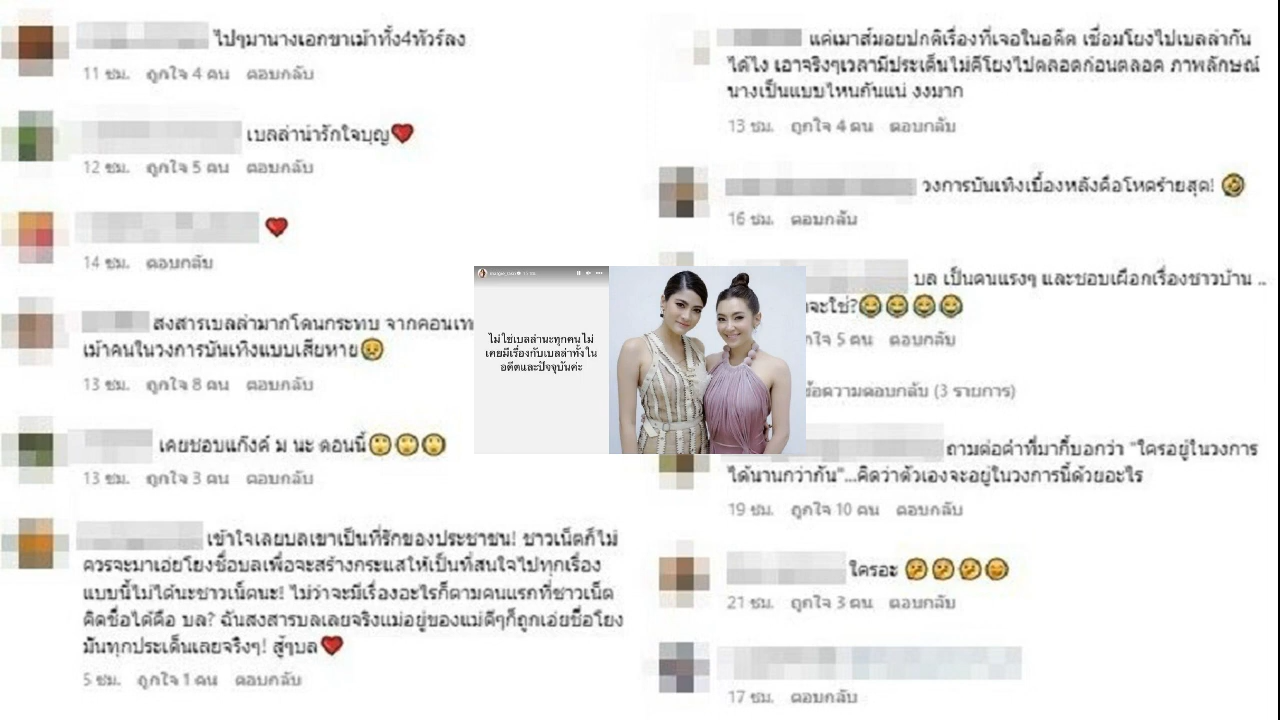 ไปๆมานางเอกขาเม้าทั้ง4ทัวร์ลง
11 ชม. ถูกใจ 4 คน ตอบกลับ
เบลล่าน่ารักใจบุญ
12 ชม. ถูกใจ 5 คน ตอบกลับ
14 ชม. ตอบกลับ
สงสารเบลล่ามากโดนกระทบ จากคอนเท
เม้าคนในวงการบันเทิงแบบเสียหาย
13 ชม. ถูกใจ 8 คน ตอบกลับ
เคยชอบแก๊งค์ ม นะ ตอนนี้
13 ชม. ถูกใจ 3 คน ตอบกลับ
เข้าใจเลยบลเขาเป็นที่รักของประชาชน! ชาวเน็ตก็ไม่
ควรจะมาเอ่ยโยงชื่อบลเพื่อจะสร้างกระแสให้เป็นที่สนใจไปทุกเรื่อง
แบบนี้ไม่ได้นะชาวเน็ตนะ! ไม่ว่าจะมีเรื่องอะไรก็ตามคนแรกที่ชาวเน็ต
คิดชื่อได้คือ บล? ฉันสงสารบลเลยจริงแม่อยู่ของแม่ดีๆก็ถูกเอ่ยชื่อโยง
มันทุกประเด็นเลยจริงๆ! สู้ๆบล
5 ชม. ถูกใจ 1 คน ตอบกลับ
ไม่ใช่เบลล่านะทุกคนไม่
เคยมีเรื่องกับเบลล่าทั้งใน
อดีตและปัจจุบันค่ะ
แค่เมาส์มอยปกติเรื่องที่เจอในอดีต เชื่อมโยงไปเบลล่ากัน
ได้ไง เอาจริงๆเวลามีประเด็นไม่ดีโยงไปตลอดก่อนตลอด ภาพลักษณ์
นางเป็นแบบไหนกันแน่ งงมาก
13 ชม. ถูกใจ 4 คน ตอบกลับ
วงการบันเทิงเบื้องหลังคือโหดร้ายสุด!
16 ชม. ตอบกลับ
บล เป็นคนแรงๆ และชอบเผือกเรื่องชาวบ้าน ..
จะใช่?
ใจ 5 คน ตอบกลับ
ข้อความตอบกลับ (3 รายการ)
ถามต่อคำที่มากี้บอกว่า "ใครอยู่ในวงการ
ได้นานกว่ากัน"...คิดว่าตัวเองจะอยู่ในวงการนี้ด้วยอะไร
19 ชม. ถูกใจ 10 คน ตอบกลับ
ใครอะ
21 ชม. ถูกใจ 3 คน ตอบกลับ
17 ชม. ตอบกลับ